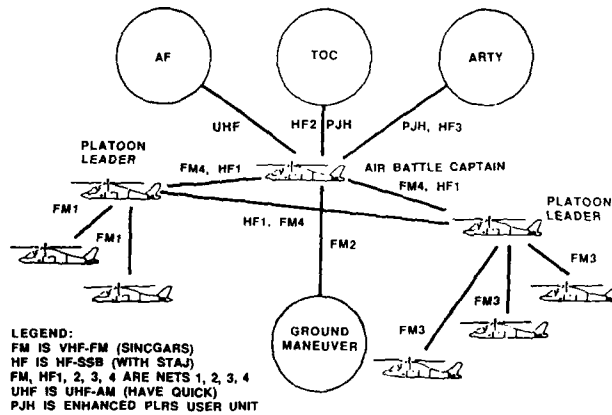 AF
TOC
ARTY
UHF
HF2 PJH
PJH, HF3
PLATOON
LEADER
FM4, HF1
AIR BATTLE CAPTAIN
FM4, HF1
FM1
FM1
HF1, FM4
FM2
PLATOON
LEADER
FM3
FM3
FM3
GROUND
MANEUVER
LEGEND:
FM IS VHF-FM (SINCGARS)
HF IS HF-SSB (WITH STAJ)
FM, HF1, 2, 3, 4 ARE NETS 1, 2, 3, 4
UHF IS UHF-AM (HAVE QUICK)
PJH IS ENHANCED PLRS USER UNIT